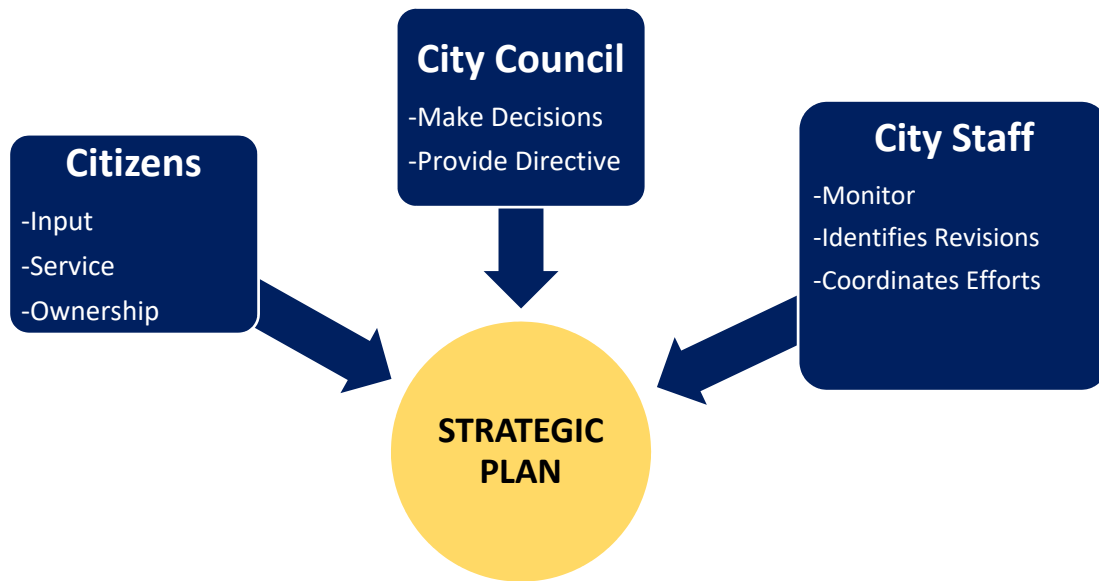 Citizens
-Input
-Service
-Ownership
City Council
-Make Decisions
-Provide Directive
City Staff
-Monitor
-Identifies Revisions
-Coordinates Efforts
STRATEGIC
PLAN